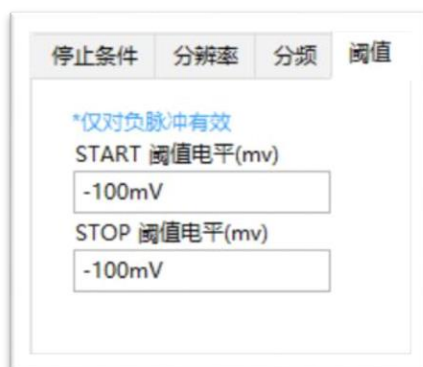 停止条件 分辨率 分频 阈值
*仅对负脉冲有效
START 阈值电平(mv)
-100mV
STOP 阈值电平(mv)
-100mV